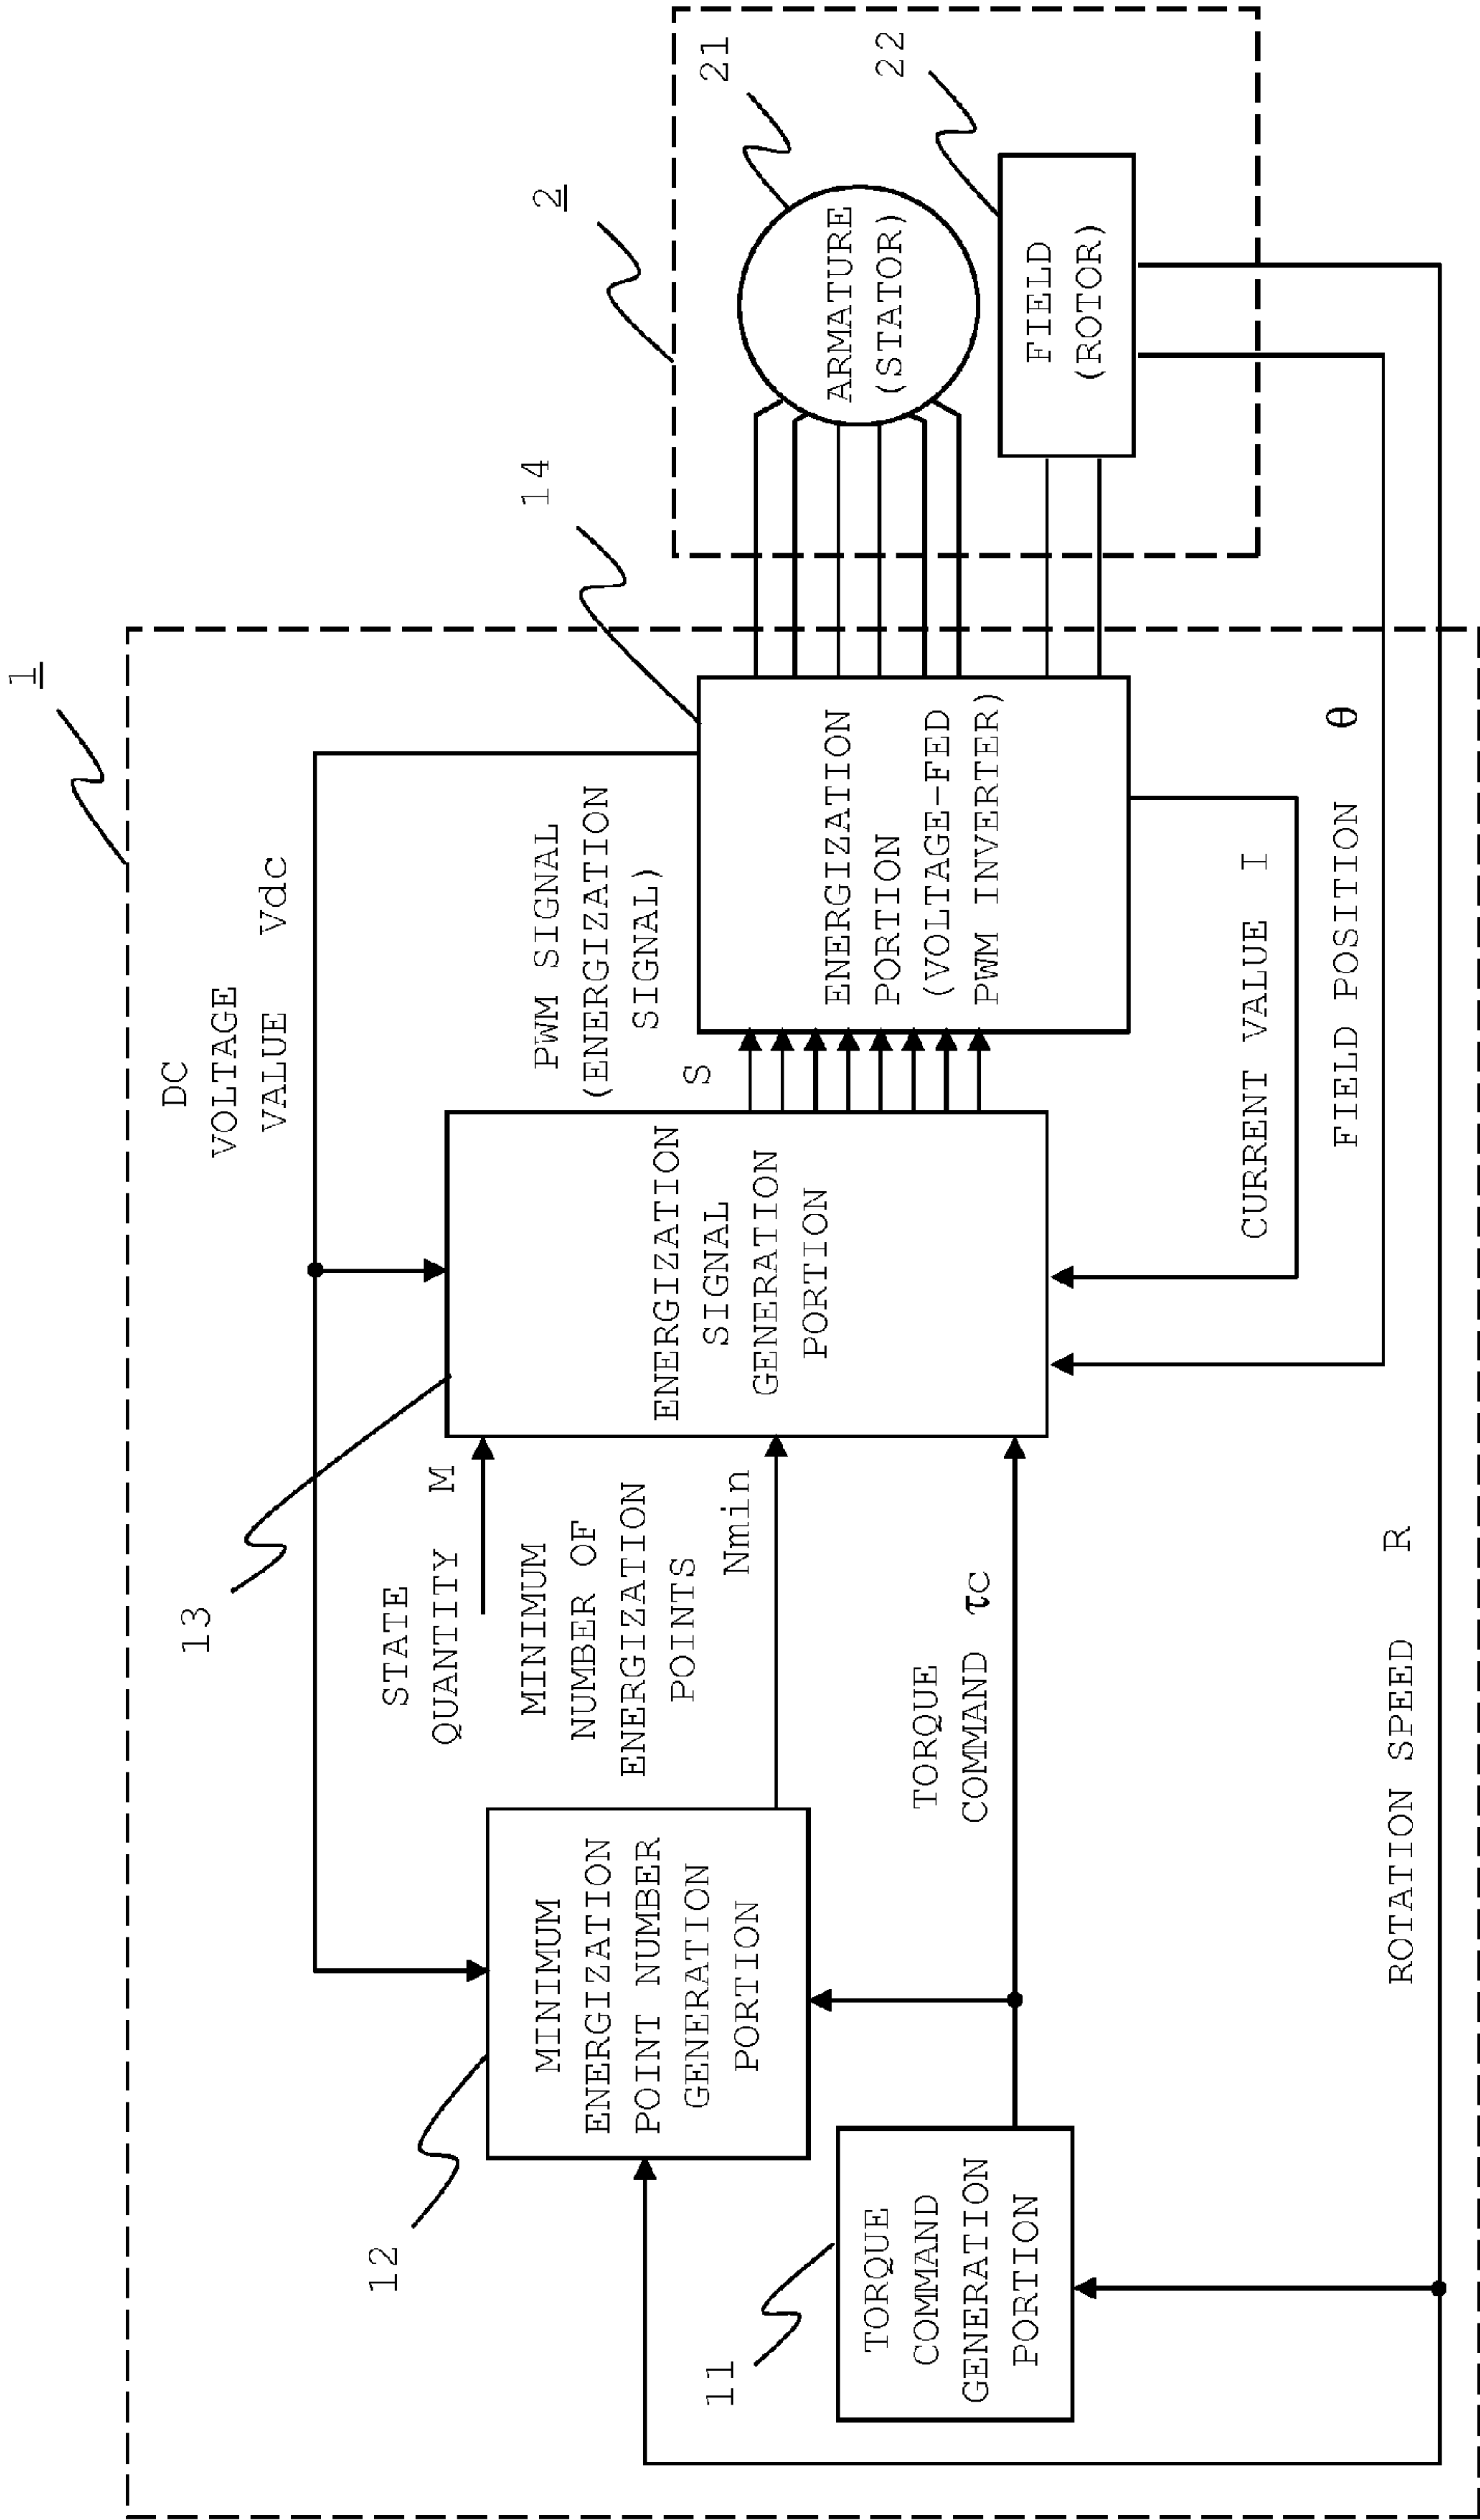 1
DC
VOLTAGE
VALUE Vdc
2
14
21
22
13
PWM SIGNAL
(ENERGIZATION
SIGNAL)
S
STATE
QUANTITY M
12
MINIMUM
ENERGIZATION
POINT NUMBER
GENERATION
PORTION
MINIMUM
NUMBER OF
ENERGIZATION
POINTS
Nmin
ENERGIZATION
SIGNAL
GENERATION
PORTION
ENERGIZATION
PORTION
(VOLTAGE-FED
PWM INVERTER)
ARMATURE
(STATOR)
FIELD
(ROTOR)
11
TORQUE
COMMAND
GENERATION
PORTION
TORQUE
COMMAND τc
CURRENT VALUE I
FIELD POSITION θ
ROTATION SPEED R